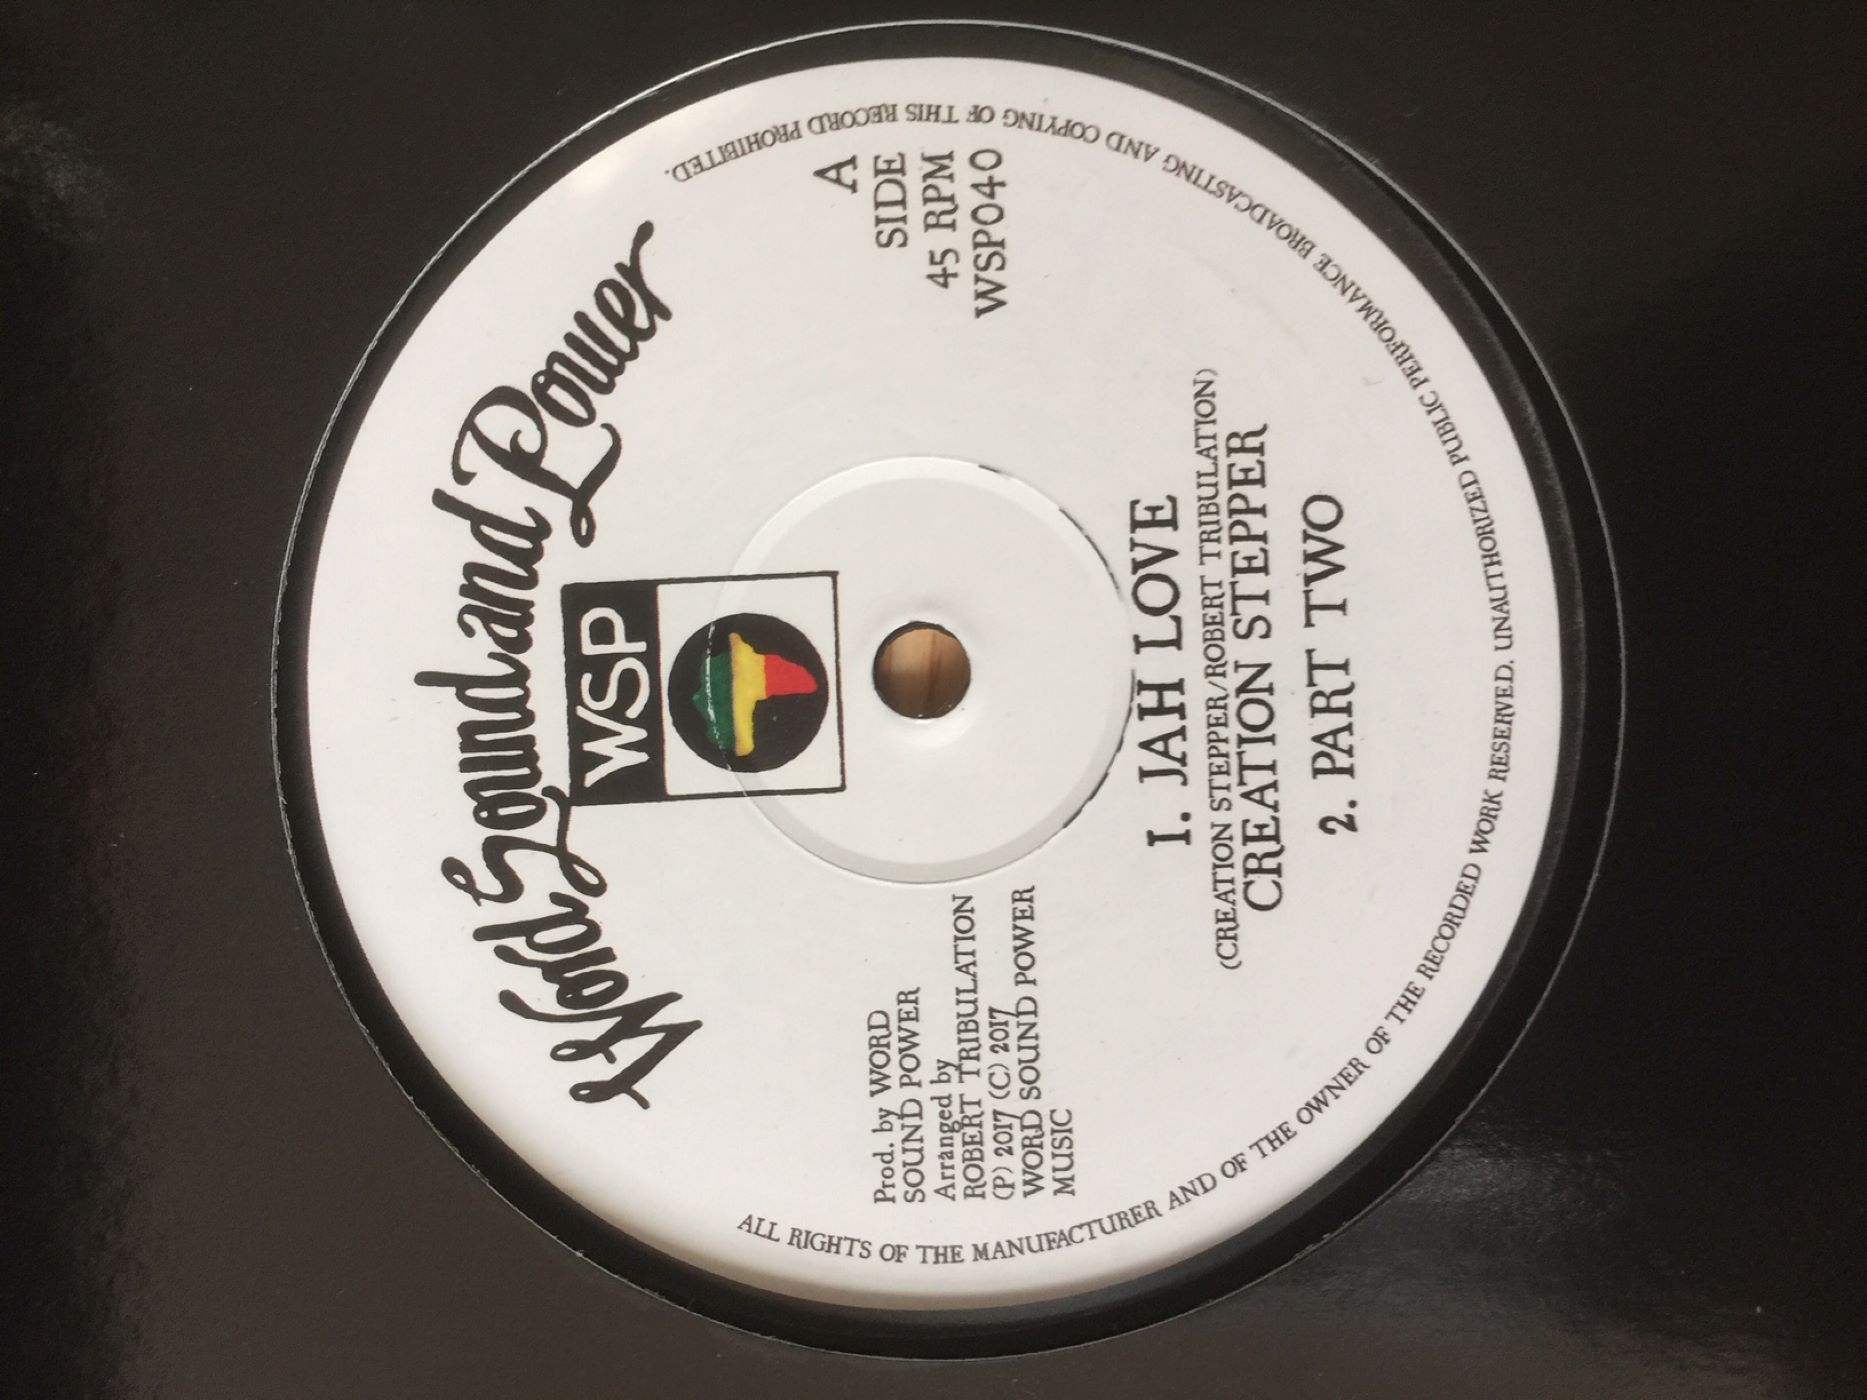 Word Sound and Power
WSP
A
SIDE
45 RPM
WSP040
Prod. by WORD
SOUND POWER
Arranged by
ROBERT TRIBULATION
(P) 2017 (C) 2017
WORD SOUND POWER
MUSIC
1. JAH LOVE
(CREATION STEPPER/ROBERT TRIBULATION)
CREATION STEPPER
2. PART TWO
ALL RIGHTS OF THE MANUFACTURER AND OF THE OWNER OF THE RECORDED WORK RESERVED. UNAUTHORIZED PUBLIC PERFORMANCE BROADCASTING AND COPYING OF THIS RECORD PROHIBITED.